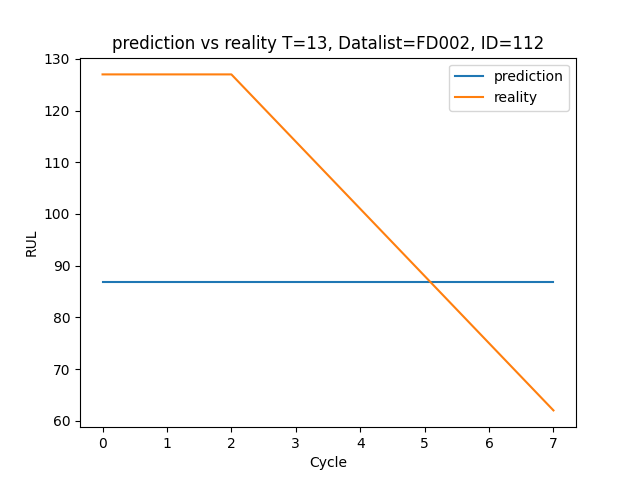 prediction vs reality T=13, Datalist=FD002, ID=112
prediction
reality
130
120
110
100
90
80
70
60
RUL
0 1 2 3 4 5 6 7
Cycle